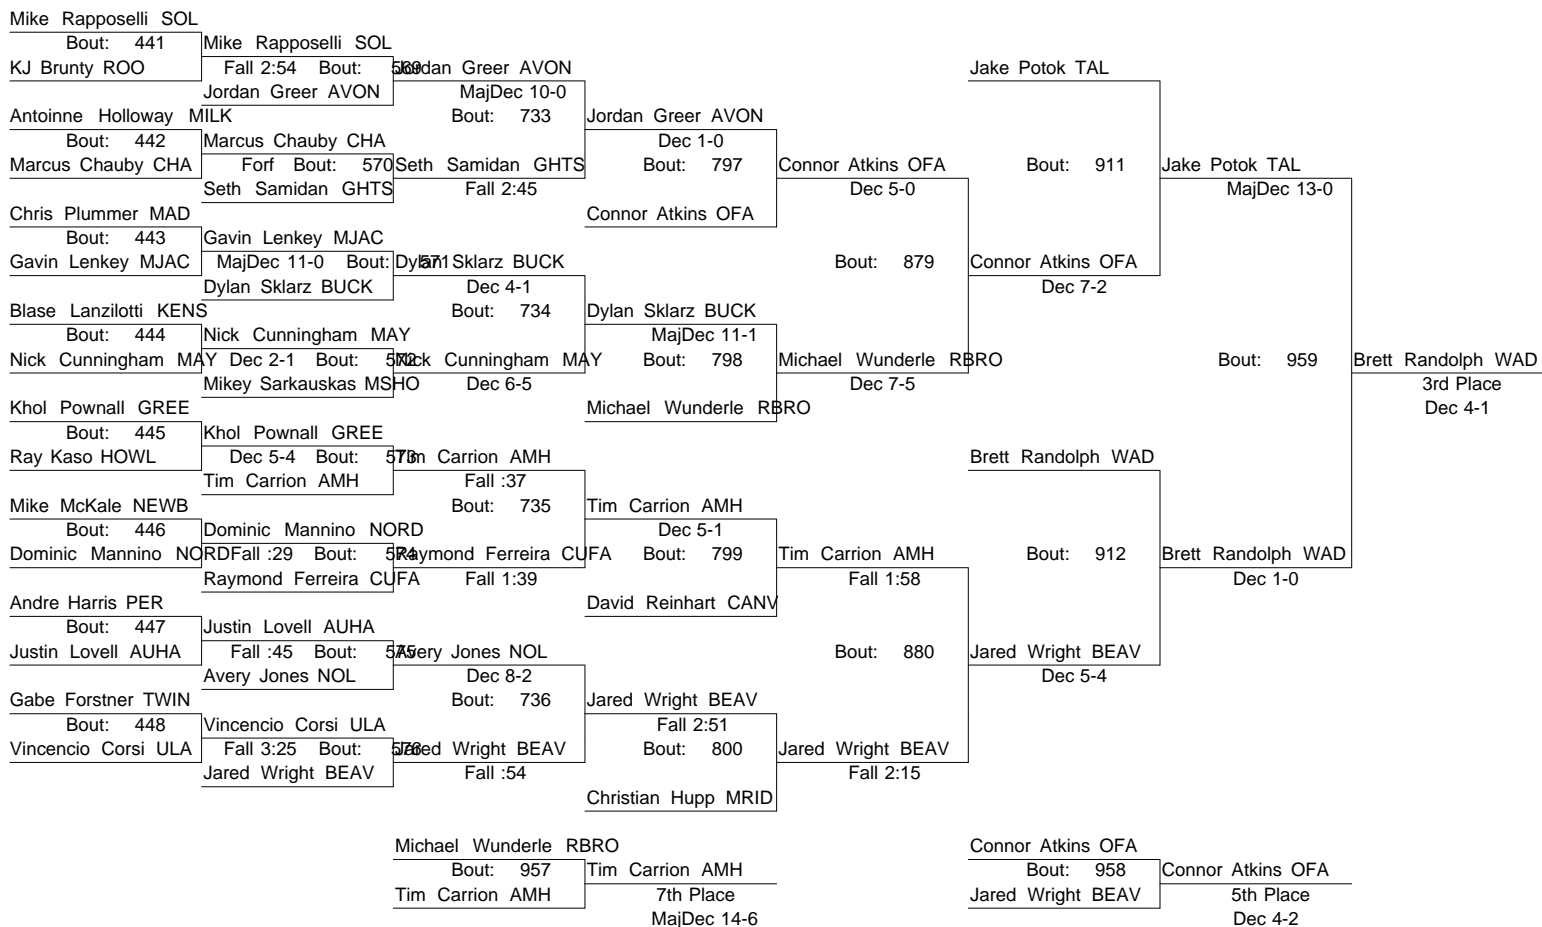 Mike Rapposelli SOL
Bout: 441 Mike Rapposelli SOL
KJ Brunty ROO Fall 2:54 Bout: 569 Jordan Greer AVON Jake Potok TAL
Jordan Greer AVON MajDec 10-0
Antoinne Holloway MILK Bout: 733 Jordan Greer AVON
Bout: 442 Marcus Chauby CHA Dec 1-0
Marcus Chauby CHA Forf Bout: 570 Seth Samidan GHTS Bout: 797 Connor Atkins OFA Bout: 911 Jake Potok TAL
Seth Samidan GHTS Fall 2:45 Dec 5-0 MajDec 13-0
Chris Plummer MAD Connor Atkins OFA
Bout: 443 Gavin Lenkey MJAC
Gavin Lenkey MJAC MajDec 11-0 Bout: 571 Dylan Sklarz BUCK Bout: 879 Connor Atkins OFA
Dylan Sklarz BUCK Dec 4-1 Dec 7-2
Blase Lanzilotti KENS Bout: 734 Dylan Sklarz BUCK
Bout: 444 Nick Cunningham MAY MajDec 11-1
Nick Cunningham MAY Dec 2-1 Bout: 572 Nick Cunningham MAY Bout: 798 Michael Wunderle RBRO Bout: 959 Brett Randolph WAD
Mikey Sarkauskas MSHO Dec 6-5 Dec 7-5 3rd Place
Khol Pownall GREE Michael Wunderle RBRO Dec 4-1
Bout: 445 Khol Pownall GREE
Ray Kaso HOWL Dec 5-4 Bout: 573 Tim Carrion AMH Brett Randolph WAD
Tim Carrion AMH Fall :37
Mike McKale NEWB Bout: 735 Tim Carrion AMH
Bout: 446 Dominic Mannino NORD Dec 5-1
Dominic Mannino NORD Fall :29 Bout: 574 Raymond Ferreira CUFA Bout: 799 Tim Carrion AMH Bout: 912 Brett Randolph WAD
Raymond Ferreira CUFA Fall 1:39 Fall 1:58 Dec 1-0
Andre Harris PER David Reinhart CANV
Bout: 447 Justin Lovell AUHA
Justin Lovell AUHA Fall :45 Bout: 575 Avery Jones NOL Bout: 880 Jared Wright BEAV
Avery Jones NOL Dec 8-2 Dec 5-4
Gabe Forstner TWIN Bout: 736 Jared Wright BEAV
Bout: 448 Vincencio Corsi ULA Fall 2:51
Vincencio Corsi ULA Fall 3:25 Bout: 576 Jared Wright BEAV Bout: 800 Jared Wright BEAV
Jared Wright BEAV Fall :54 Fall 2:15
Christian Hupp MRID
Michael Wunderle RBRO Connor Atkins OFA
Bout: 957 Tim Carrion AMH Bout: 958 Connor Atkins OFA
Tim Carrion AMH 7th Place Jared Wright BEAV 5th Place
MajDec 14-6 Dec 4-2